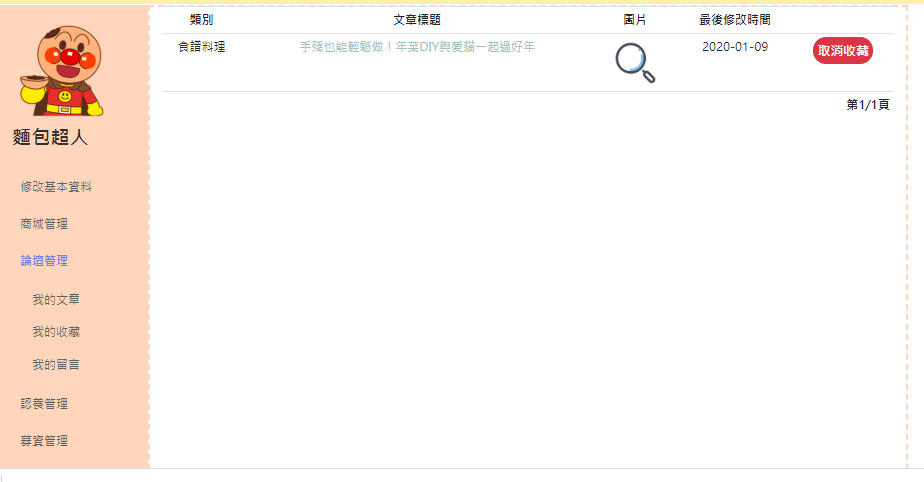 麵包超人
修改基本資料
商城管理
論壇管理
我的文章
我的收藏
我的留言
認養管理
募資管理
類別 文章標題 圖片 最後修改時間
食譜料理 手殘也能輕鬆做！年菜DIY與愛貓一起過好年 2020-01-09 取消收藏
第1/1頁